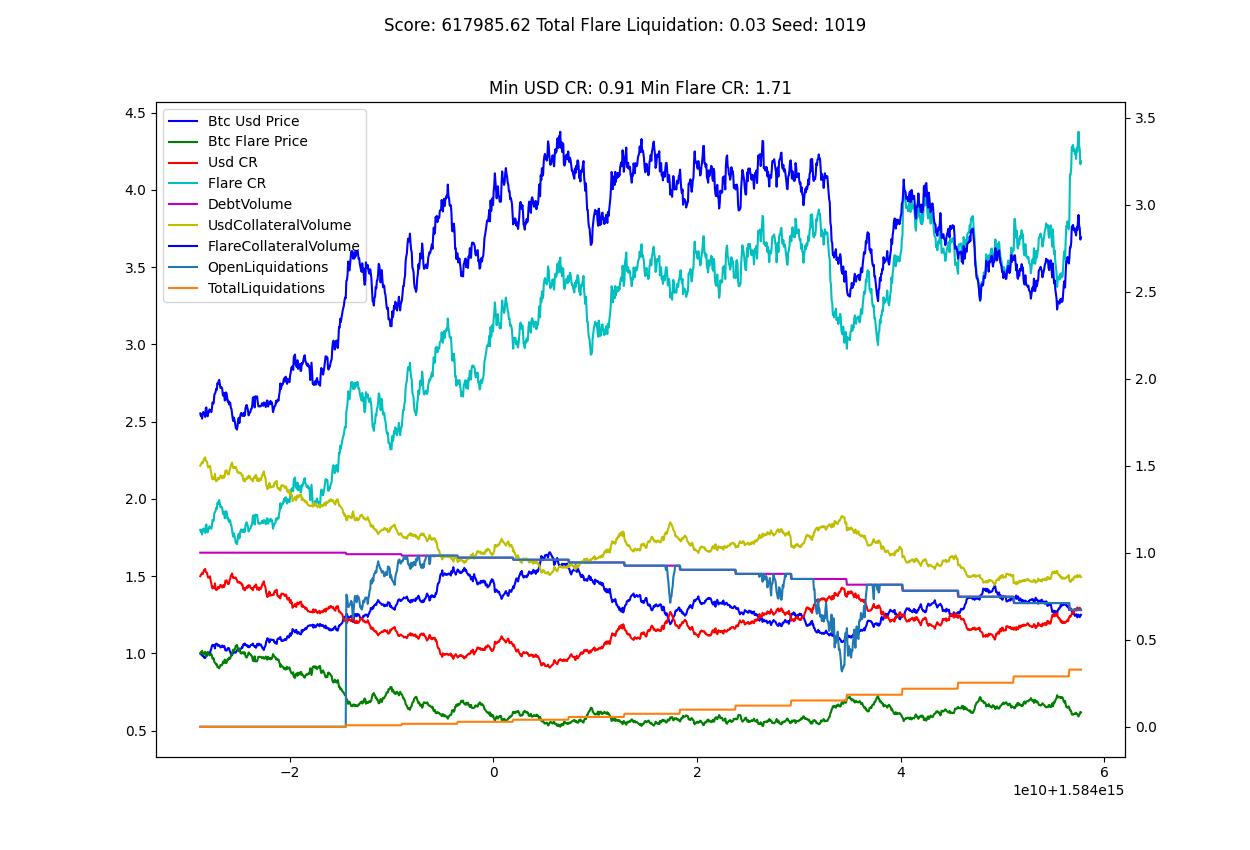 Score: 617985.62 Total Flare Liquidation: 0.03 Seed: 1019
Min USD CR: 0.91 Min Flare CR: 1.71
Btc Usd Price
Btc Flare Price
Usd CR
Flare CR
DebtVolume
UsdCollateralVolume
FlareCollateralVolume
OpenLiquidations
TotalLiquidations
4.5
4.0
3.5
3.0
2.5
2.0
1.5
1.0
0.5
3.5
3.0
2.5
2.0
1.5
1.0
0.5
0.0
−2
0
2
4
6
1e10+1.584e15